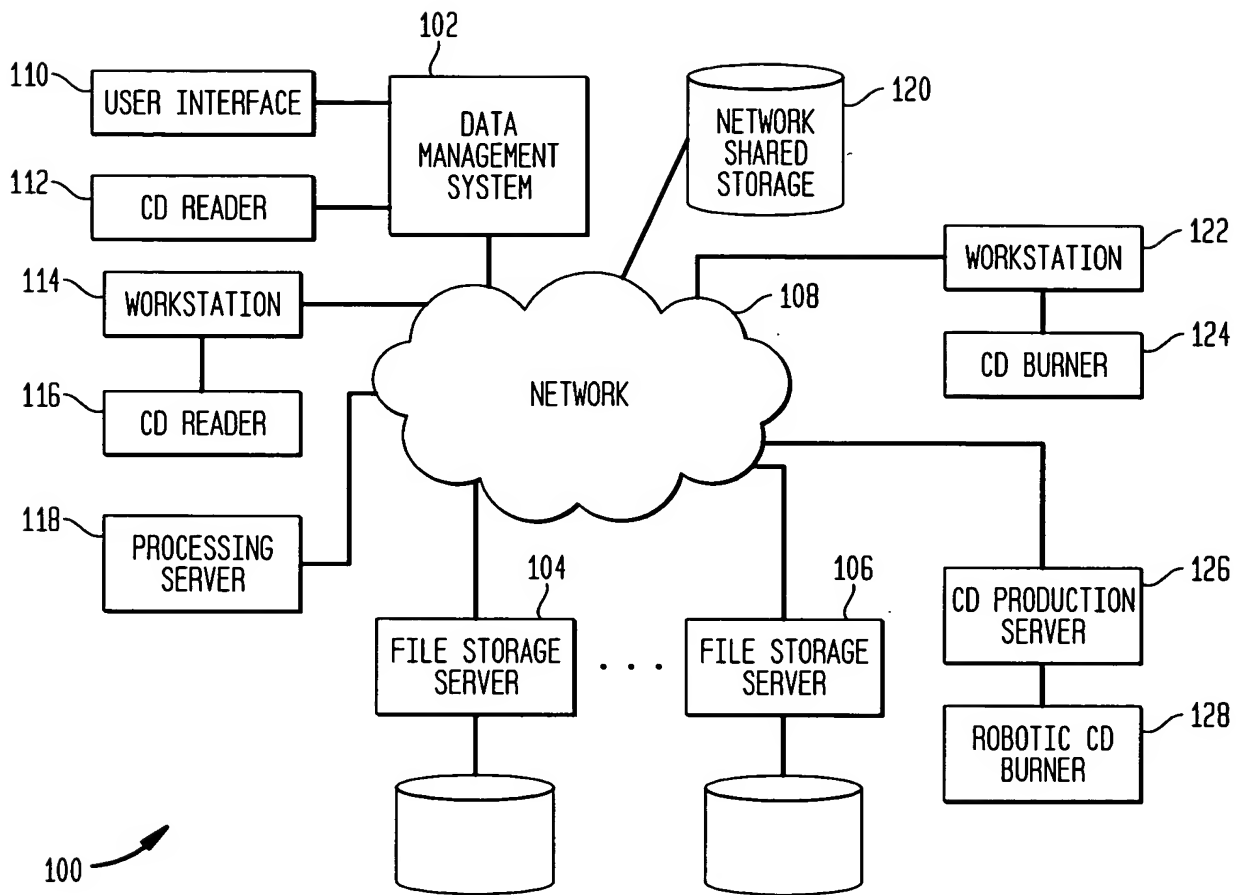 102
110
USER INTERFACE
DATA
MANAGEMENT
SYSTEM
NETWORK
SHARED
STORAGE
120
112
CD READER
122
WORKSTATION
114
WORKSTATION
108
124
CD BURNER
116
CD READER
NETWORK
118
PROCESSING
SERVER
104
106
126
CD PRODUCTION
SERVER
FILE STORAGE
SERVER
. . .
FILE STORAGE
SERVER
128
ROBOTIC CD
BURNER
100